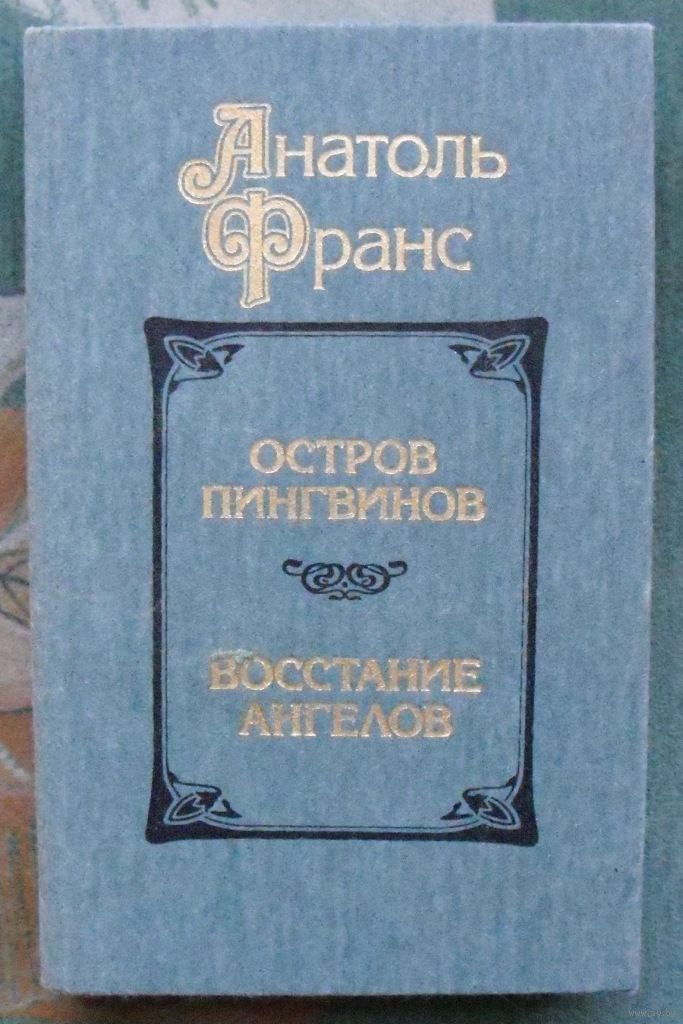 Анатоль
Франс
ОСТРОВ
ПИНГВИНОВ
ВОССТАНИЕ
АНГЕЛОВ